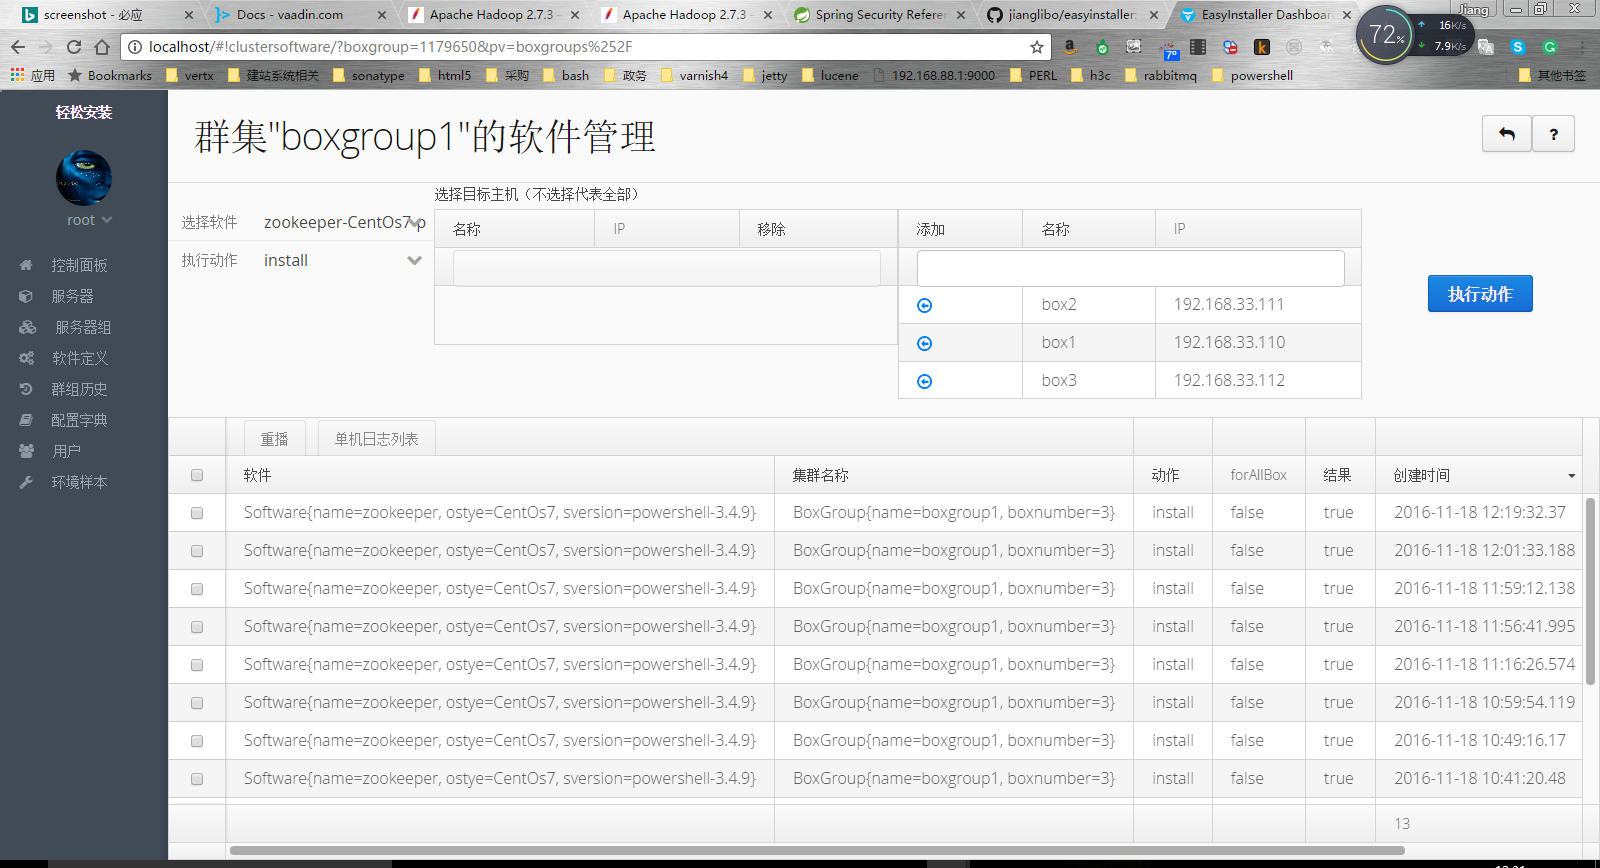 screenshot - 必应
Docs - vaadin.com
Apache Hadoop 2.7.3 -
Apache Hadoop 2.7.3 -
Spring Security Refere
jianglibo/easyinstaller
EasyInstaller Dashboar
Jiang
localhost/#!clustersoftware/?boxgroup=1179650&pv=boxgroups%252F
7°
72%
16K/s
7.9K/s
应用
Bookmarks
vertx
建站系统相关
sonatype
html5
采购
bash
政务
varnish4
jetty
lucene
192.168.88.1:9000
PERL
h3c
rabbitmq
powershell
其他书签
轻松安装
root
控制面板
服务器
服务器组
软件定义
群组历史
配置字典
用户
环境样本
群集"boxgroup1"的软件管理
?
选择软件 zookeeper-CentOs7-p
执行动作 install
选择目标主机（不选择代表全部）
名称 IP 移除
添加 名称 IP
box2 192.168.33.111
box1 192.168.33.110
box3 192.168.33.112
执行动作
重播 单机日志列表
软件 集群名称 动作 forAllBox 结果 创建时间
Software{name=zookeeper, ostye=CentOs7, sversion=powershell-3.4.9} BoxGroup{name=boxgroup1, boxnumber=3} install false true 2016-11-18 12:19:32.37
Software{name=zookeeper, ostye=CentOs7, sversion=powershell-3.4.9} BoxGroup{name=boxgroup1, boxnumber=3} install false true 2016-11-18 12:01:33.188
Software{name=zookeeper, ostye=CentOs7, sversion=powershell-3.4.9} BoxGroup{name=boxgroup1, boxnumber=3} install false true 2016-11-18 11:59:12.138
Software{name=zookeeper, ostye=CentOs7, sversion=powershell-3.4.9} BoxGroup{name=boxgroup1, boxnumber=3} install false true 2016-11-18 11:56:41.995
Software{name=zookeeper, ostye=CentOs7, sversion=powershell-3.4.9} BoxGroup{name=boxgroup1, boxnumber=3} install false true 2016-11-18 11:16:26.574
Software{name=zookeeper, ostye=CentOs7, sversion=powershell-3.4.9} BoxGroup{name=boxgroup1, boxnumber=3} install false true 2016-11-18 10:59:54.119
Software{name=zookeeper, ostye=CentOs7, sversion=powershell-3.4.9} BoxGroup{name=boxgroup1, boxnumber=3} install false true 2016-11-18 10:49:16.17
Software{name=zookeeper, ostye=CentOs7, sversion=powershell-3.4.9} BoxGroup{name=boxgroup1, boxnumber=3} install false true 2016-11-18 10:41:20.48
13